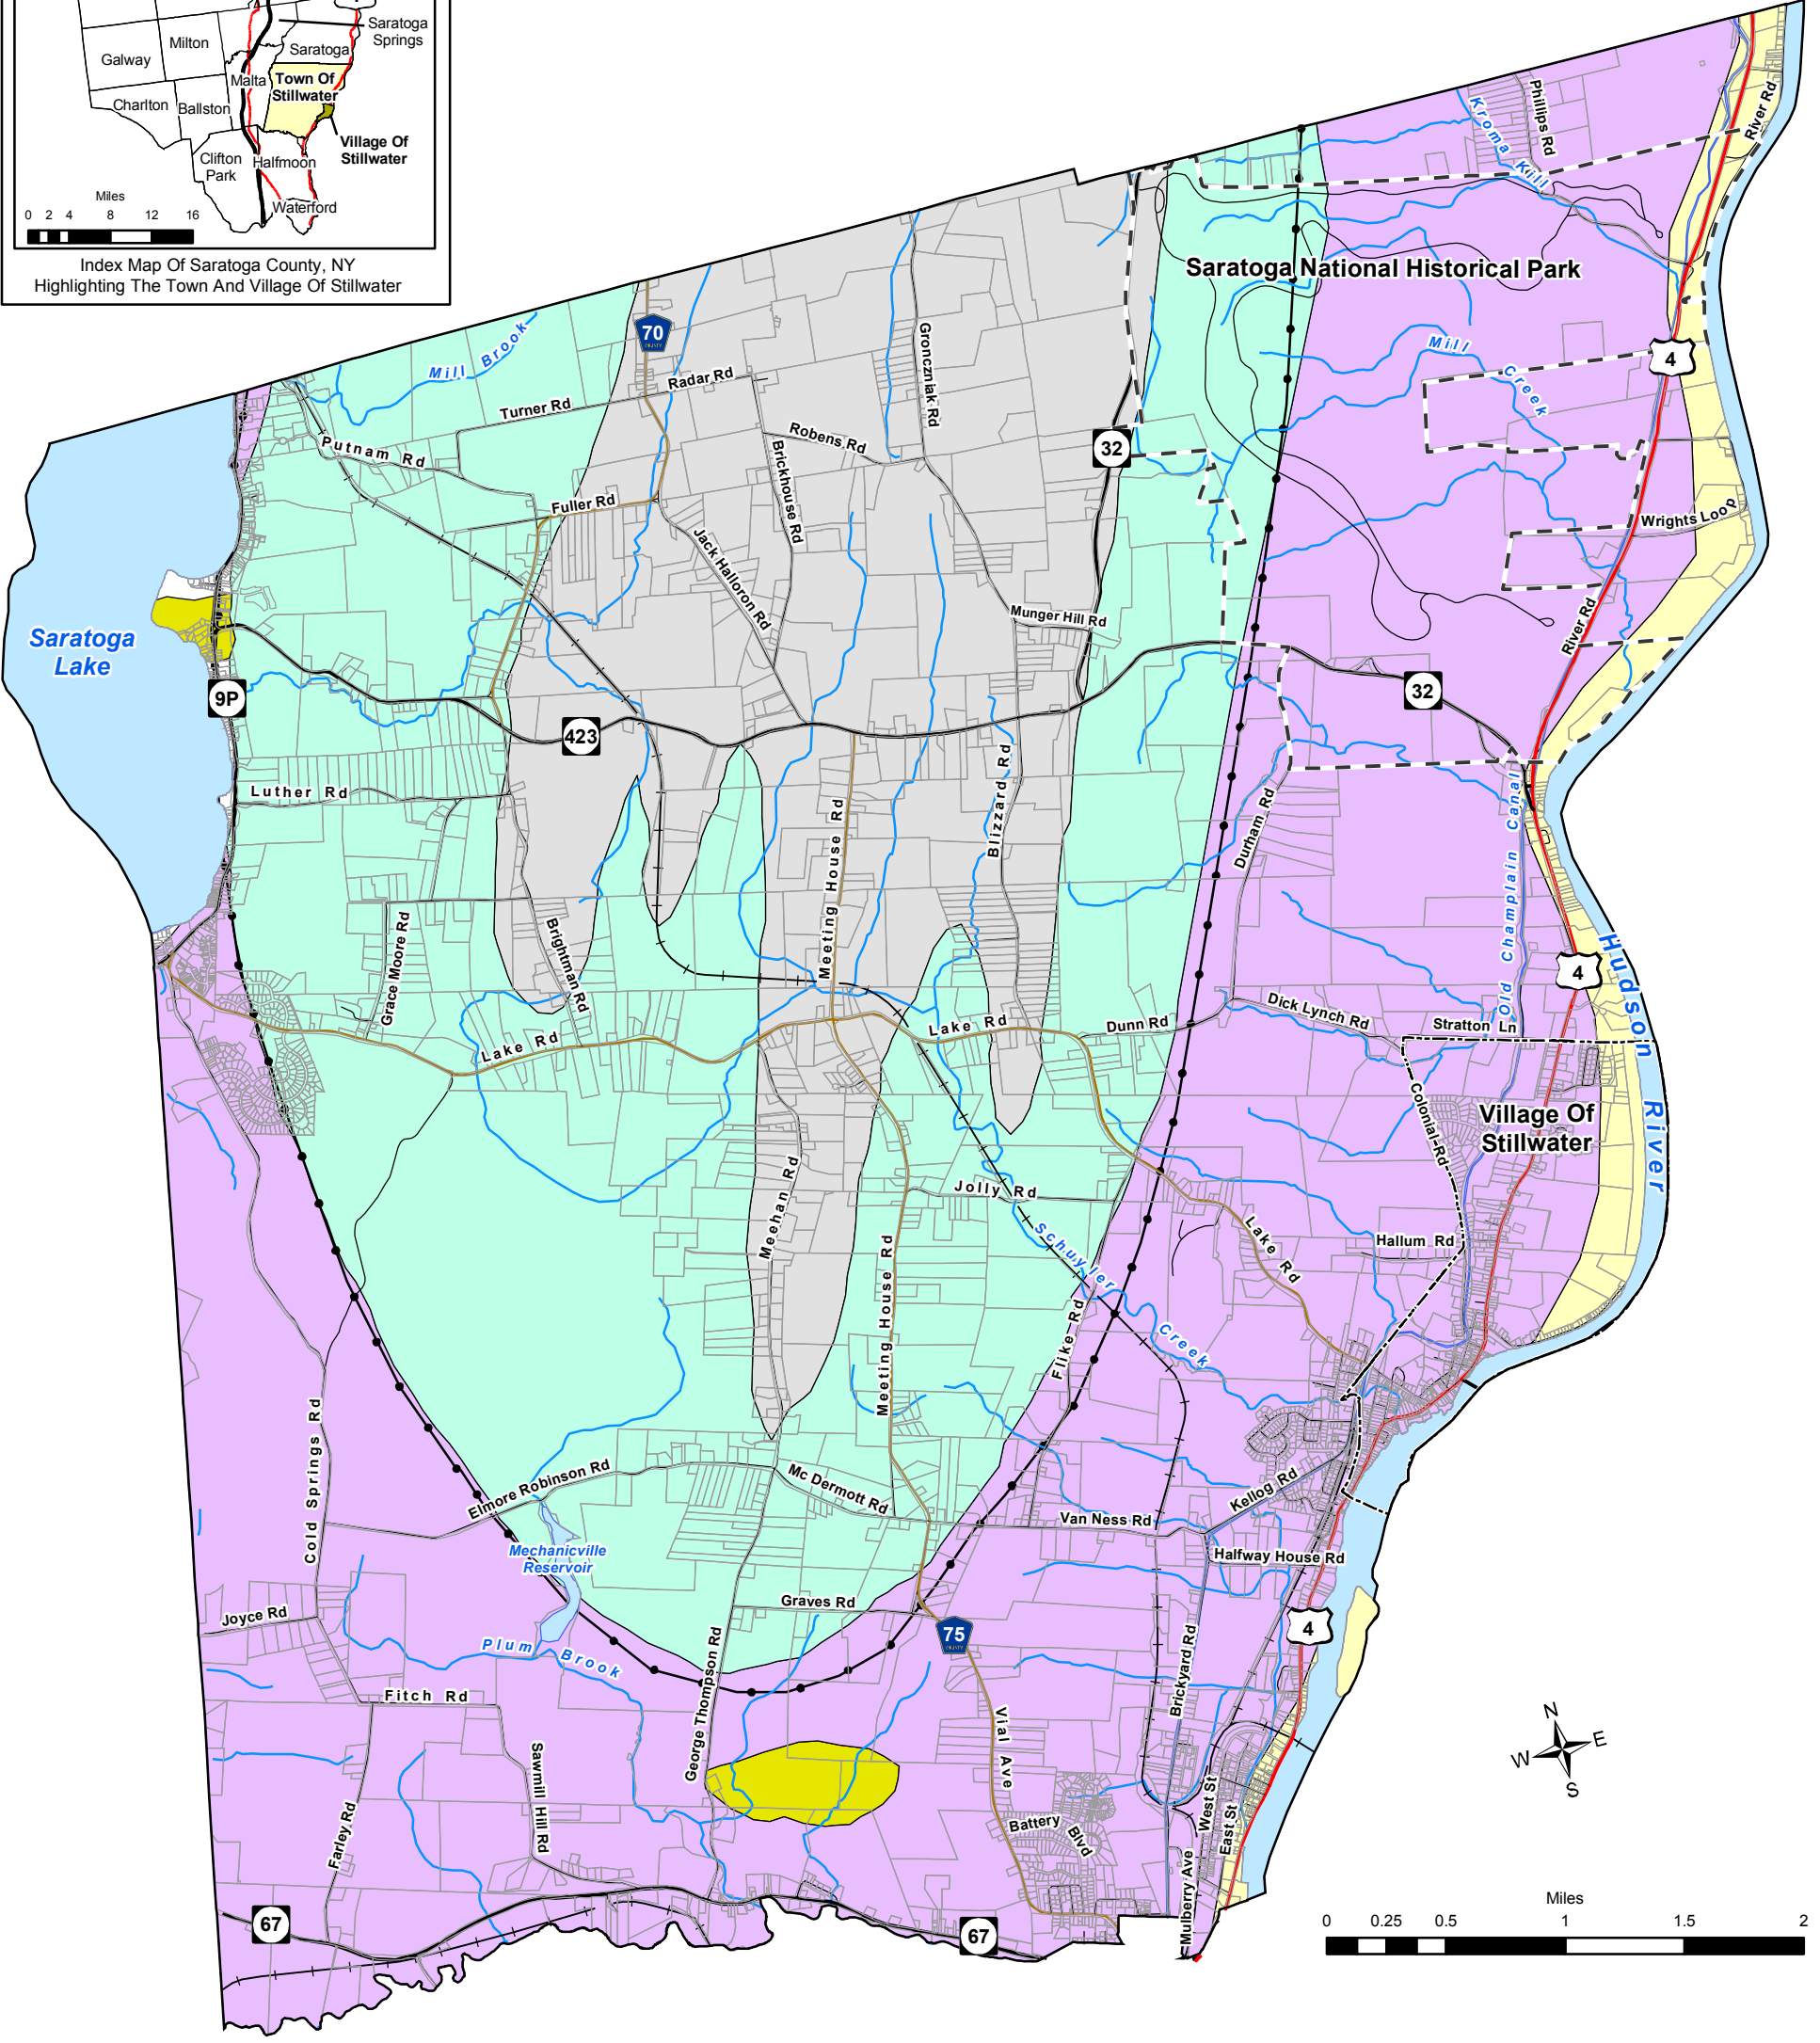 Saratoga
Springs
Milton
Galway
Saratoga
Malta
Town Of
Stillwater
Charlton
Ballston
Village Of
Stillwater
Clifton
Park
Halfmoon
Waterford
Miles
0 2 4 8 12 16
Index Map Of Saratoga County, NY
Highlighting The Town And Village Of Stillwater
River Rd
Phillips Rd
Kroma Kill
Saratoga National Historical Park
70
COUNTY
Mill Brook
Gronczniak Rd
Radar Rd
Turner Rd
Mill Creek
4
Putnam Rd
Robens Rd
32
Brickhouse Rd
Fuller Rd
Wrights Loop
Jack Halloron Rd
Munger Hill Rd
River Rd
Saratoga
Lake
9P
423
32
Luther Rd
Blizzard Rd
Meeting House Rd
Durham Rd
Old Champlain Canal
Grace Moore Rd
Brightman Rd
4
Hudson River
Lake Rd
Lake Rd
Dunn Rd
Dick Lynch Rd
Stratton Ln
Colonial Rd
Village Of
Stillwater
Meehan Rd
Jolly Rd
Schuyler Creek
Lake Rd
Hallum Rd
Meeting House Rd
Flike Rd
Cold Springs Rd
Elmore Robinson Rd
Mc Dermott Rd
Kellog Rd
Van Ness Rd
Halfway House Rd
Mechanicville
Reservoir
Joyce Rd
Graves Rd
75
COUNTY
4
Plum Brook
George Thompson Rd
Brickyard Rd
Fitch Rd
Vial Ave
Sawmill Hill Rd
Farley Rd
Battery Blvd
West St
East St
Mulberry Ave
N
E
W
S
67
67
Miles
0 0.25 0.5 1 1.5 2